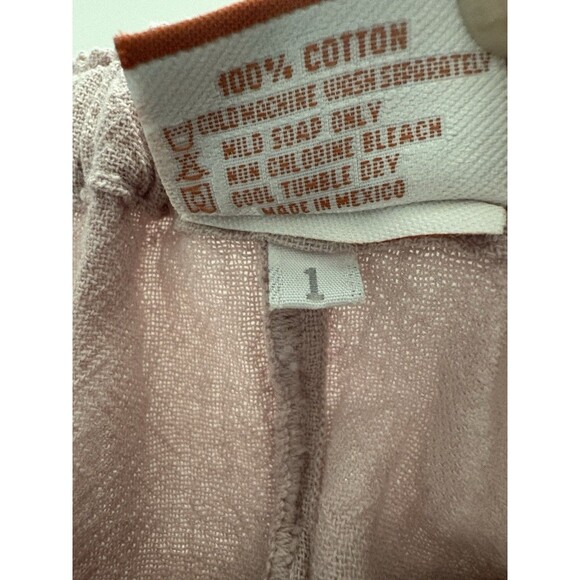 100% COTTON
COLD MACHINE WASH SEPARATELY
MILD SOAP ONLY
NON CHLORINE BLEACH
COOL TUMBLE DRY
MADE IN MEXICO
1